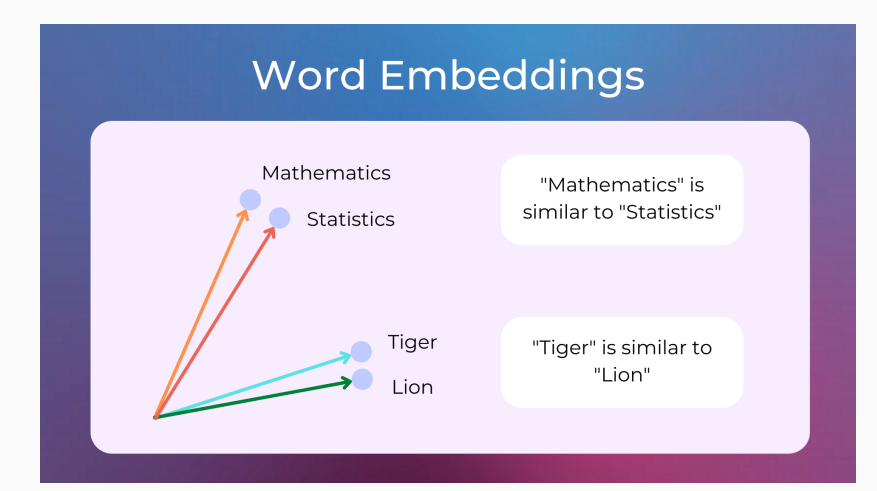 Word Embeddings
Mathematics
Statistics
Tiger
Lion
"Mathematics" is
similar to "Statistics"
"Tiger" is similar to
"Lion"